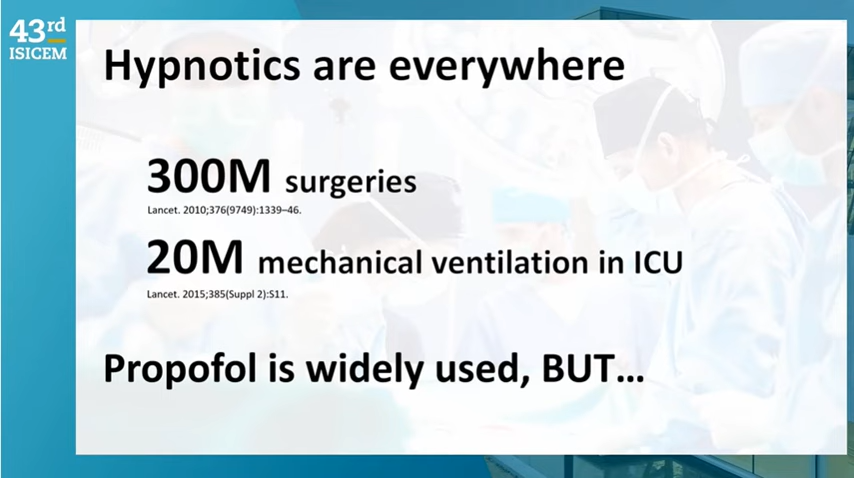 43rd
ISICEM
Hypnotics are everywhere
300M surgeries
Lancet. 2010;376(9749):1339–46.
20M mechanical ventilation in ICU
Lancet. 2015;385(Suppl 2):S11.
Propofol is widely used, BUT...